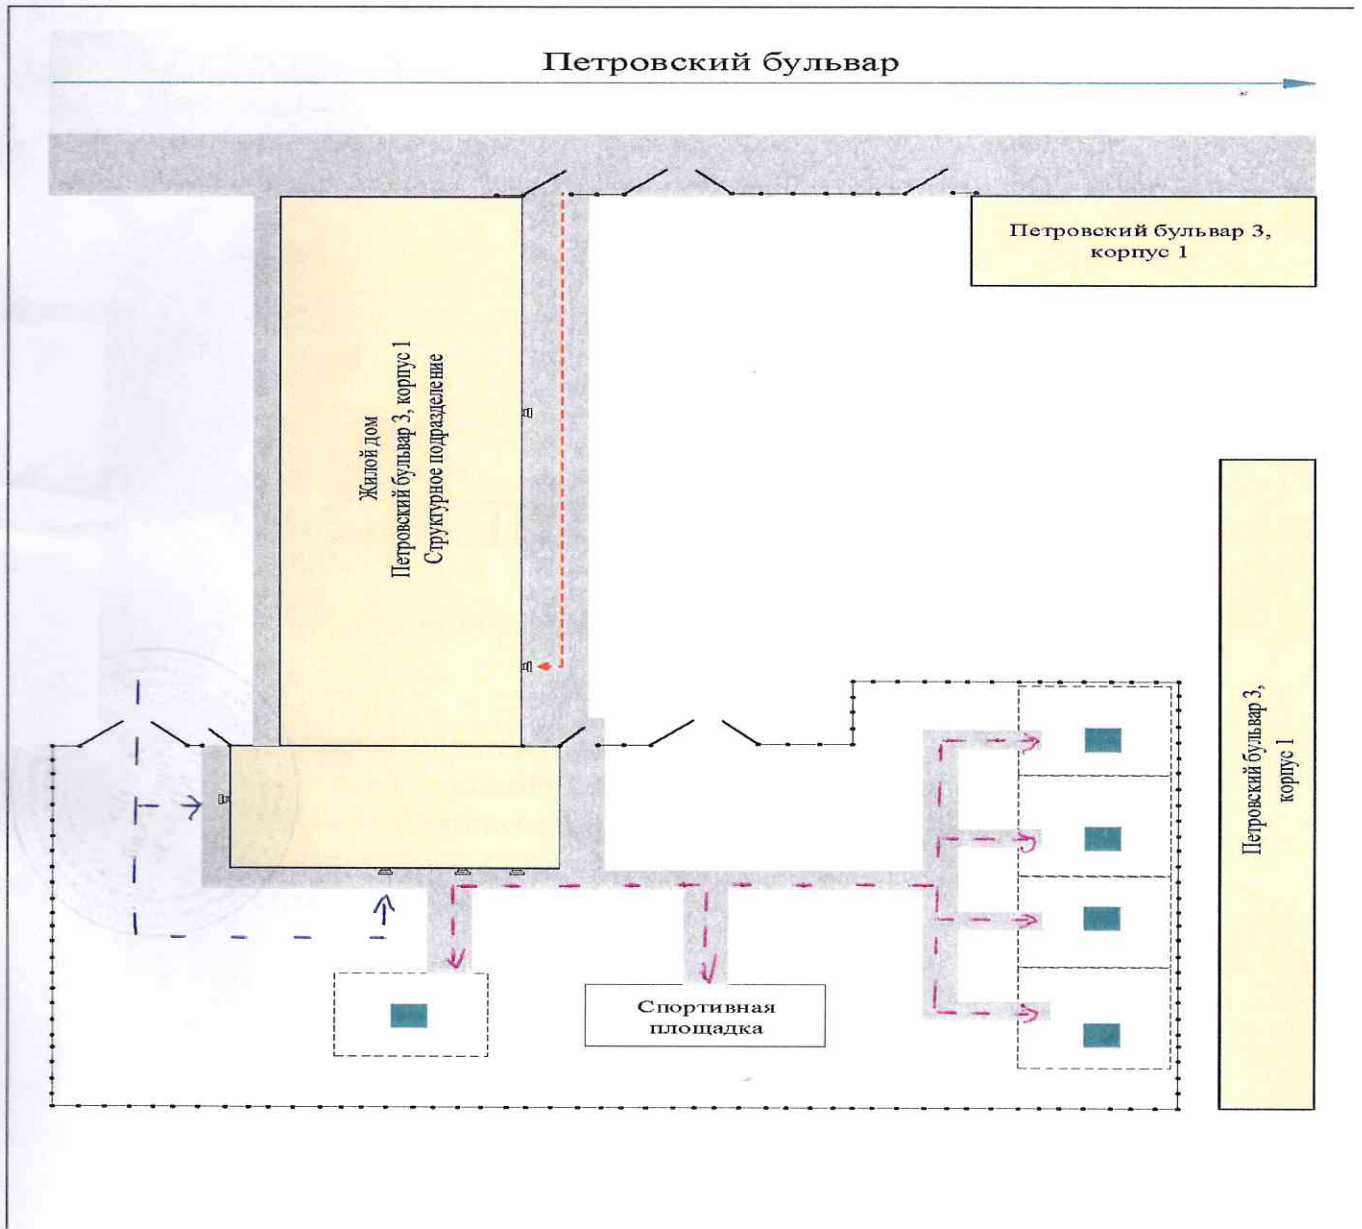 Петровский бульвар
Петровский бульвар 3,
корпус 1
Жилой дом
Петровский бульвар 3, корпус 1
Структурное подразделение
Петровский бульвар 3,
корпус 1
Спортивная
площадка